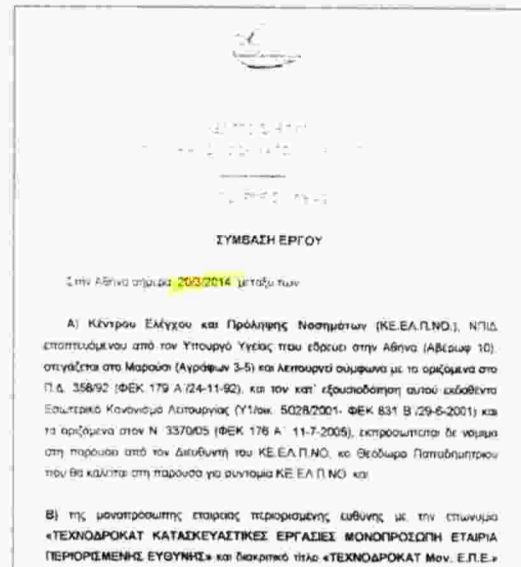 ΣΥΜΒΑΣΗ ΕΡΓΟΥ
Στην Αθήνα σήμερα 20/3/2014 μεταξύ των
Α) Κέντρου Ελέγχου και Πρόληψης Νοσημάτων (ΚΕ.ΕΛ.Π.ΝΟ.), ΝΠΙΔ
εποπτευόμενου από τον Υπουργό Υγείας που εδρεύει στην Αθήνα (Αβέρωφ 10),
στεγάζεται στο Μαρούσι (Αγράφων 3-5) και λειτουργεί σύμφωνα με τα οριζόμενα στο
Π.Δ. 358/92 (ΦΕΚ 179 Α'/24-11-92), και τον κατ' εξουσιοδότηση αυτού εκδοθέντα
Εσωτερικό Κανονισμό Λειτουργίας (Υ1/οικ. 5028/2001- ΦΕΚ 831 Β'/29-6-2001) και
τα οριζόμενα στον Ν. 3370/05 (ΦΕΚ 176 Α' 11-7-2005), εκπροσωπείται δε νόμιμα
στη παρούσα από τον Διευθυντή του ΚΕ.ΕΛ.Π.ΝΟ, κο Θεόδωρο Παπαδημητρίου
που θα καλείται στη παρούσα για συντομία ΚΕ.ΕΛ.Π.ΝΟ και
Β) της μονοπρόσωπης εταιρείας περιορισμένης ευθύνης με την επωνυμία
«ΤΕΧΝΟΔΡΟΚΑΤ ΚΑΤΑΣΚΕΥΑΣΤΙΚΕΣ ΕΡΓΑΣΙΕΣ ΜΟΝΟΠΡΟΣΩΠΗ ΕΤΑΙΡΙΑ
ΠΕΡΙΟΡΙΣΜΕΝΗΣ ΕΥΘΥΝΗΣ» και διακριτικό τίτλο «ΤΕΧΝΟΔΡΟΚΑΤ Μον. Ε.Π.Ε.»